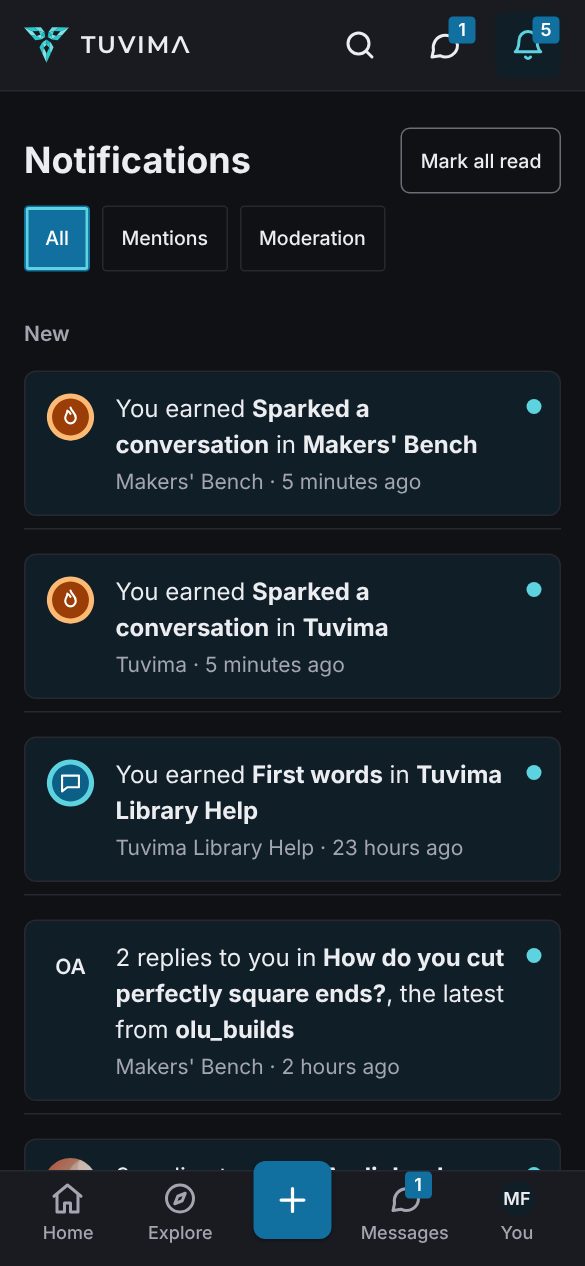 TUVIMA
1
5
Notifications
Mark all read
All
Mentions
Moderation
New
You earned Sparked a
conversation in Makers' Bench
Makers' Bench · 5 minutes ago
You earned Sparked a
conversation in Tuvima
Tuvima · 5 minutes ago
You earned First words in Tuvima
Library Help
Tuvima Library Help · 23 hours ago
OA
2 replies to you in How do you cut
perfectly square ends?, the latest
from olu_builds
Makers' Bench · 2 hours ago
1
Home
Explore
Messages
MF
You